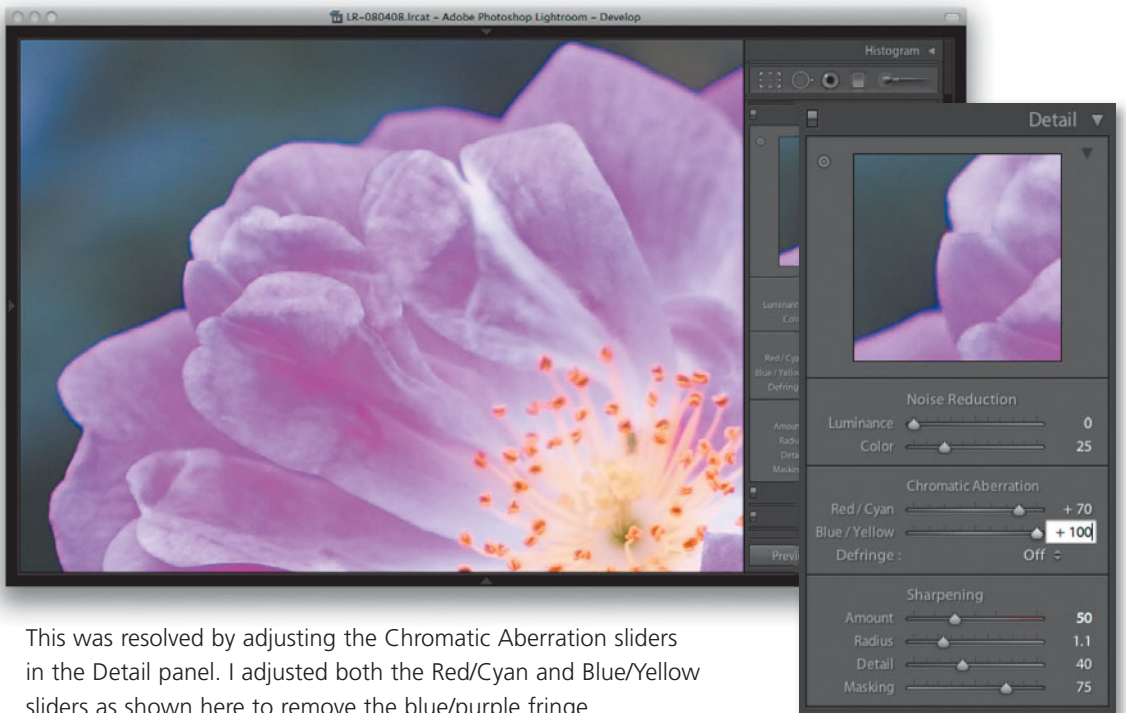 LR-080408.lrcat - Adobe Photoshop Lightroom - Develop
Histogram
Detail
Noise Reduction
Luminance 0
Color 25
Chromatic Aberration
Red / Cyan + 70
Blue / Yellow + 100
Defringe : Off
Sharpening
Amount 50
Radius 1.1
Detail 40
Masking 75
This was resolved by adjusting the Chromatic Aberration sliders
in the Detail panel. I adjusted both the Red/Cyan and Blue/Yellow
sliders as shown here to remove the blue/purple fringe